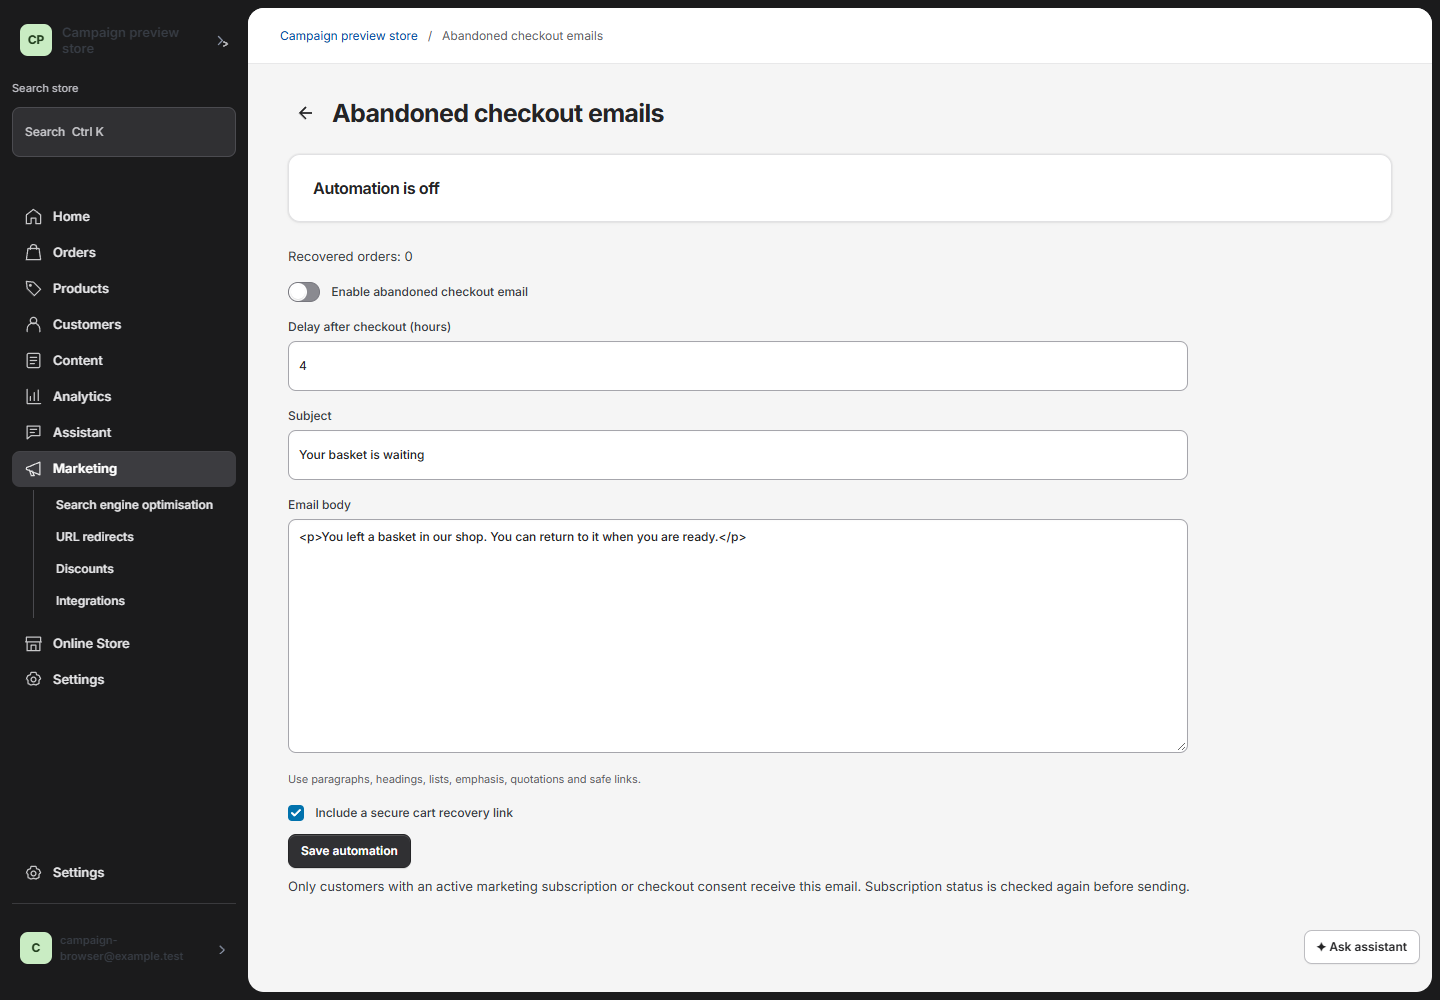 CP
Campaign preview
store
Search store
Search Ctrl K
Home
Orders
Products
Customers
Content
Analytics
Assistant
Marketing
Search engine optimisation
URL redirects
Discounts
Integrations
Online Store
Settings
Settings
C
campaign-
browser@example.test
Campaign preview store / Abandoned checkout emails
Abandoned checkout emails
Automation is off
Recovered orders: 0
Enable abandoned checkout email
Delay after checkout (hours)
4
Subject
Your basket is waiting
Email body
<p>You left a basket in our shop. You can return to it when you are ready.</p>
Use paragraphs, headings, lists, emphasis, quotations and safe links.
Include a secure cart recovery link
Save automation
Only customers with an active marketing subscription or checkout consent receive this email. Subscription status is checked again before sending.
Ask assistant